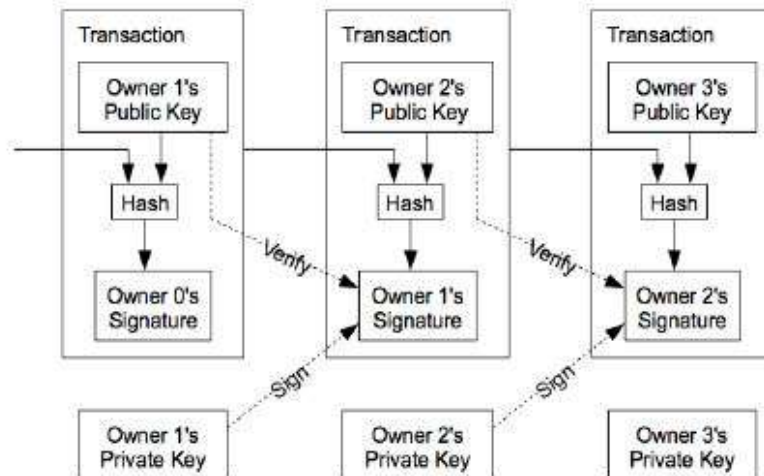 Transaction
Transaction
Transaction
Owner 1's
Public Key
Owner 2's
Public Key
Owner 3's
Public Key
Hash
Hash
Hash
Verify
Verify
Owner 0's
Signature
Owner 1's
Signature
Owner 2's
Signature
Sign
Sign
Owner 1's
Private Key
Owner 2's
Private Key
Owner 3's
Private Key